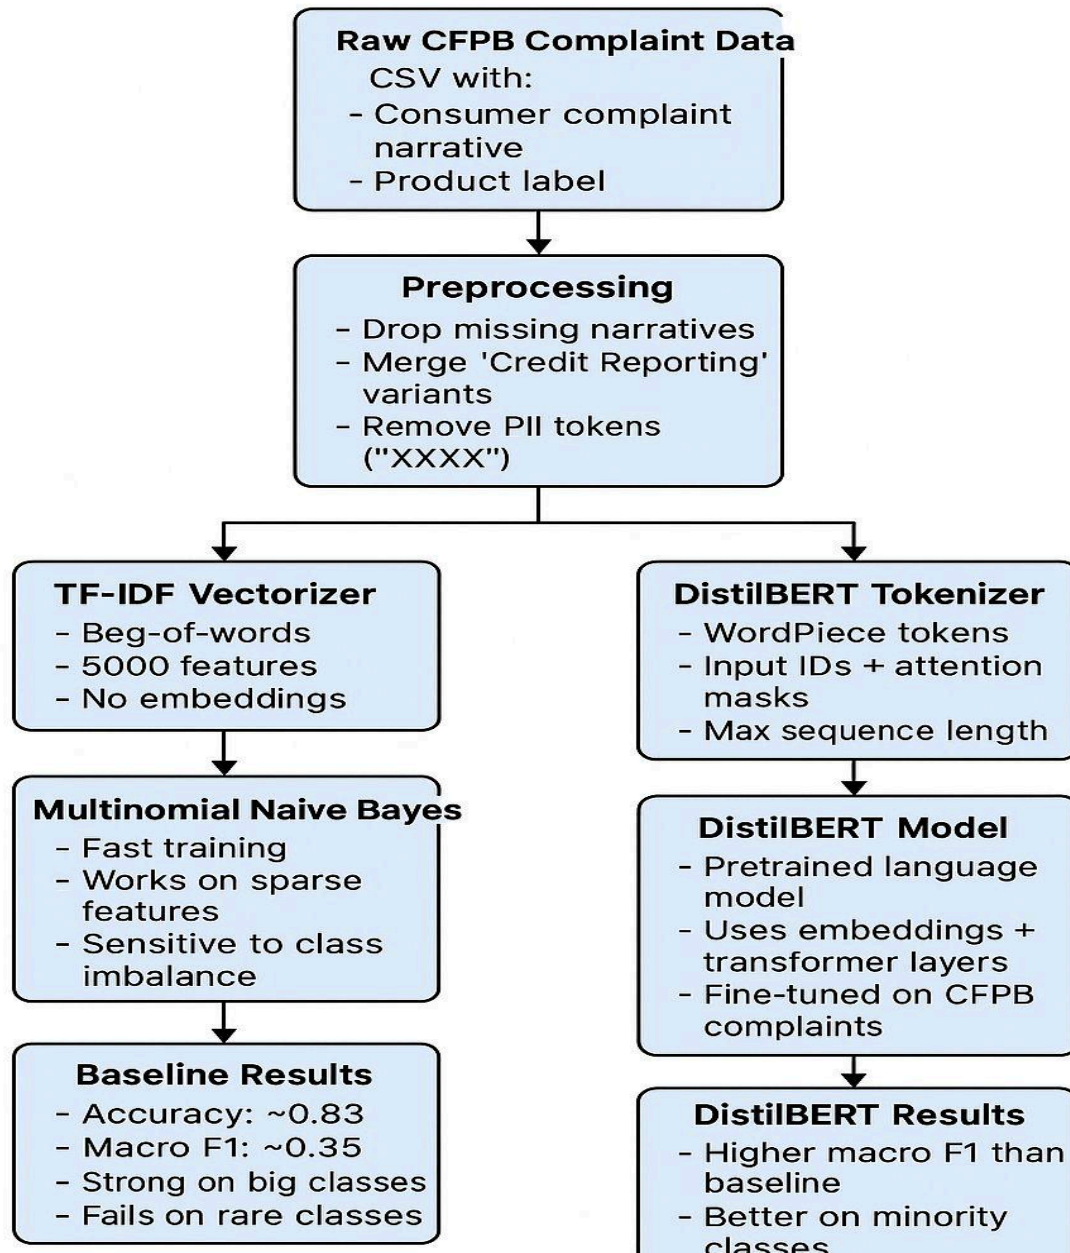 Raw CFPB Complaint Data
CSV with:
- Consumer complaint
narrative
- Product label
Preprocessing
- Drop missing narratives
- Merge 'Credit Reporting'
variants
- Remove PII tokens
("XXXX")
TF-IDF Vectorizer
- Beg-of-words
- 5000 features
- No embeddings
Multinomial Naive Bayes
- Fast training
- Works on sparse
features
- Sensitive to class
imbalance
Baseline Results
- Accuracy: ~0.83
- Macro F1: ~0.35
- Strong on big classes
- Fails on rare classes
DistilBERT Tokenizer
- WordPiece tokens
- Input IDs + attention
masks
- Max sequence length
DistilBERT Model
- Pretrained language
model
- Uses embeddings +
transformer layers
- Fine-tuned on CFPB
complaints
DistilBERT Results
- Higher macro F1 than
baseline
- Better on minority
classes